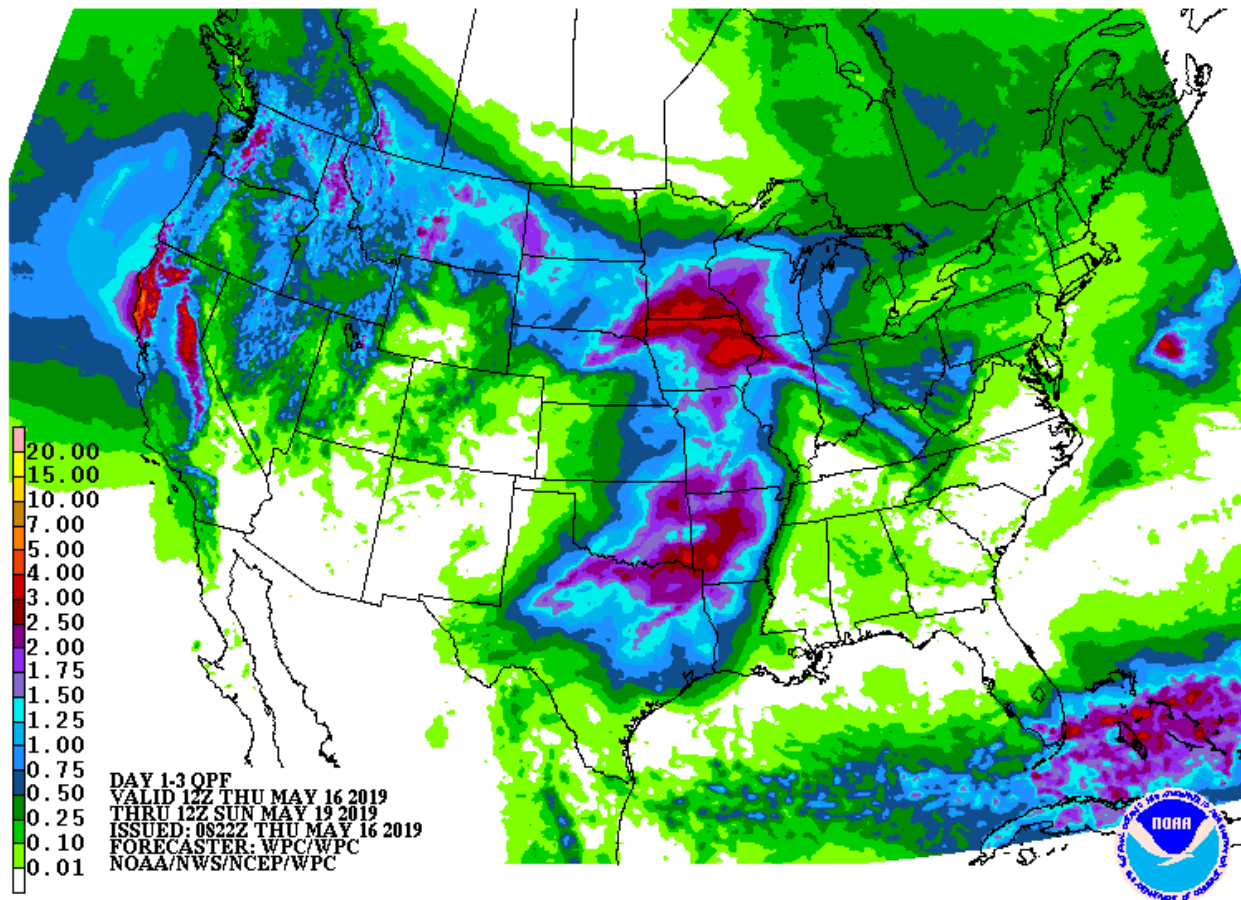 20.00
15.00
10.00
7.00
5.00
4.00
3.00
2.50
2.00
1.75
1.50
1.25
1.00
0.75
0.50
0.25
0.10
0.01
DAY 1-3 QPF
VALID 12Z THU MAY 16 2019
THRU 12Z SUN MAY 19 2019
ISSUED: 0822Z THU MAY 16 2019
FORECASTER: WPC/WPC
NOAA/NWS/NCEP/WPC
NOAA